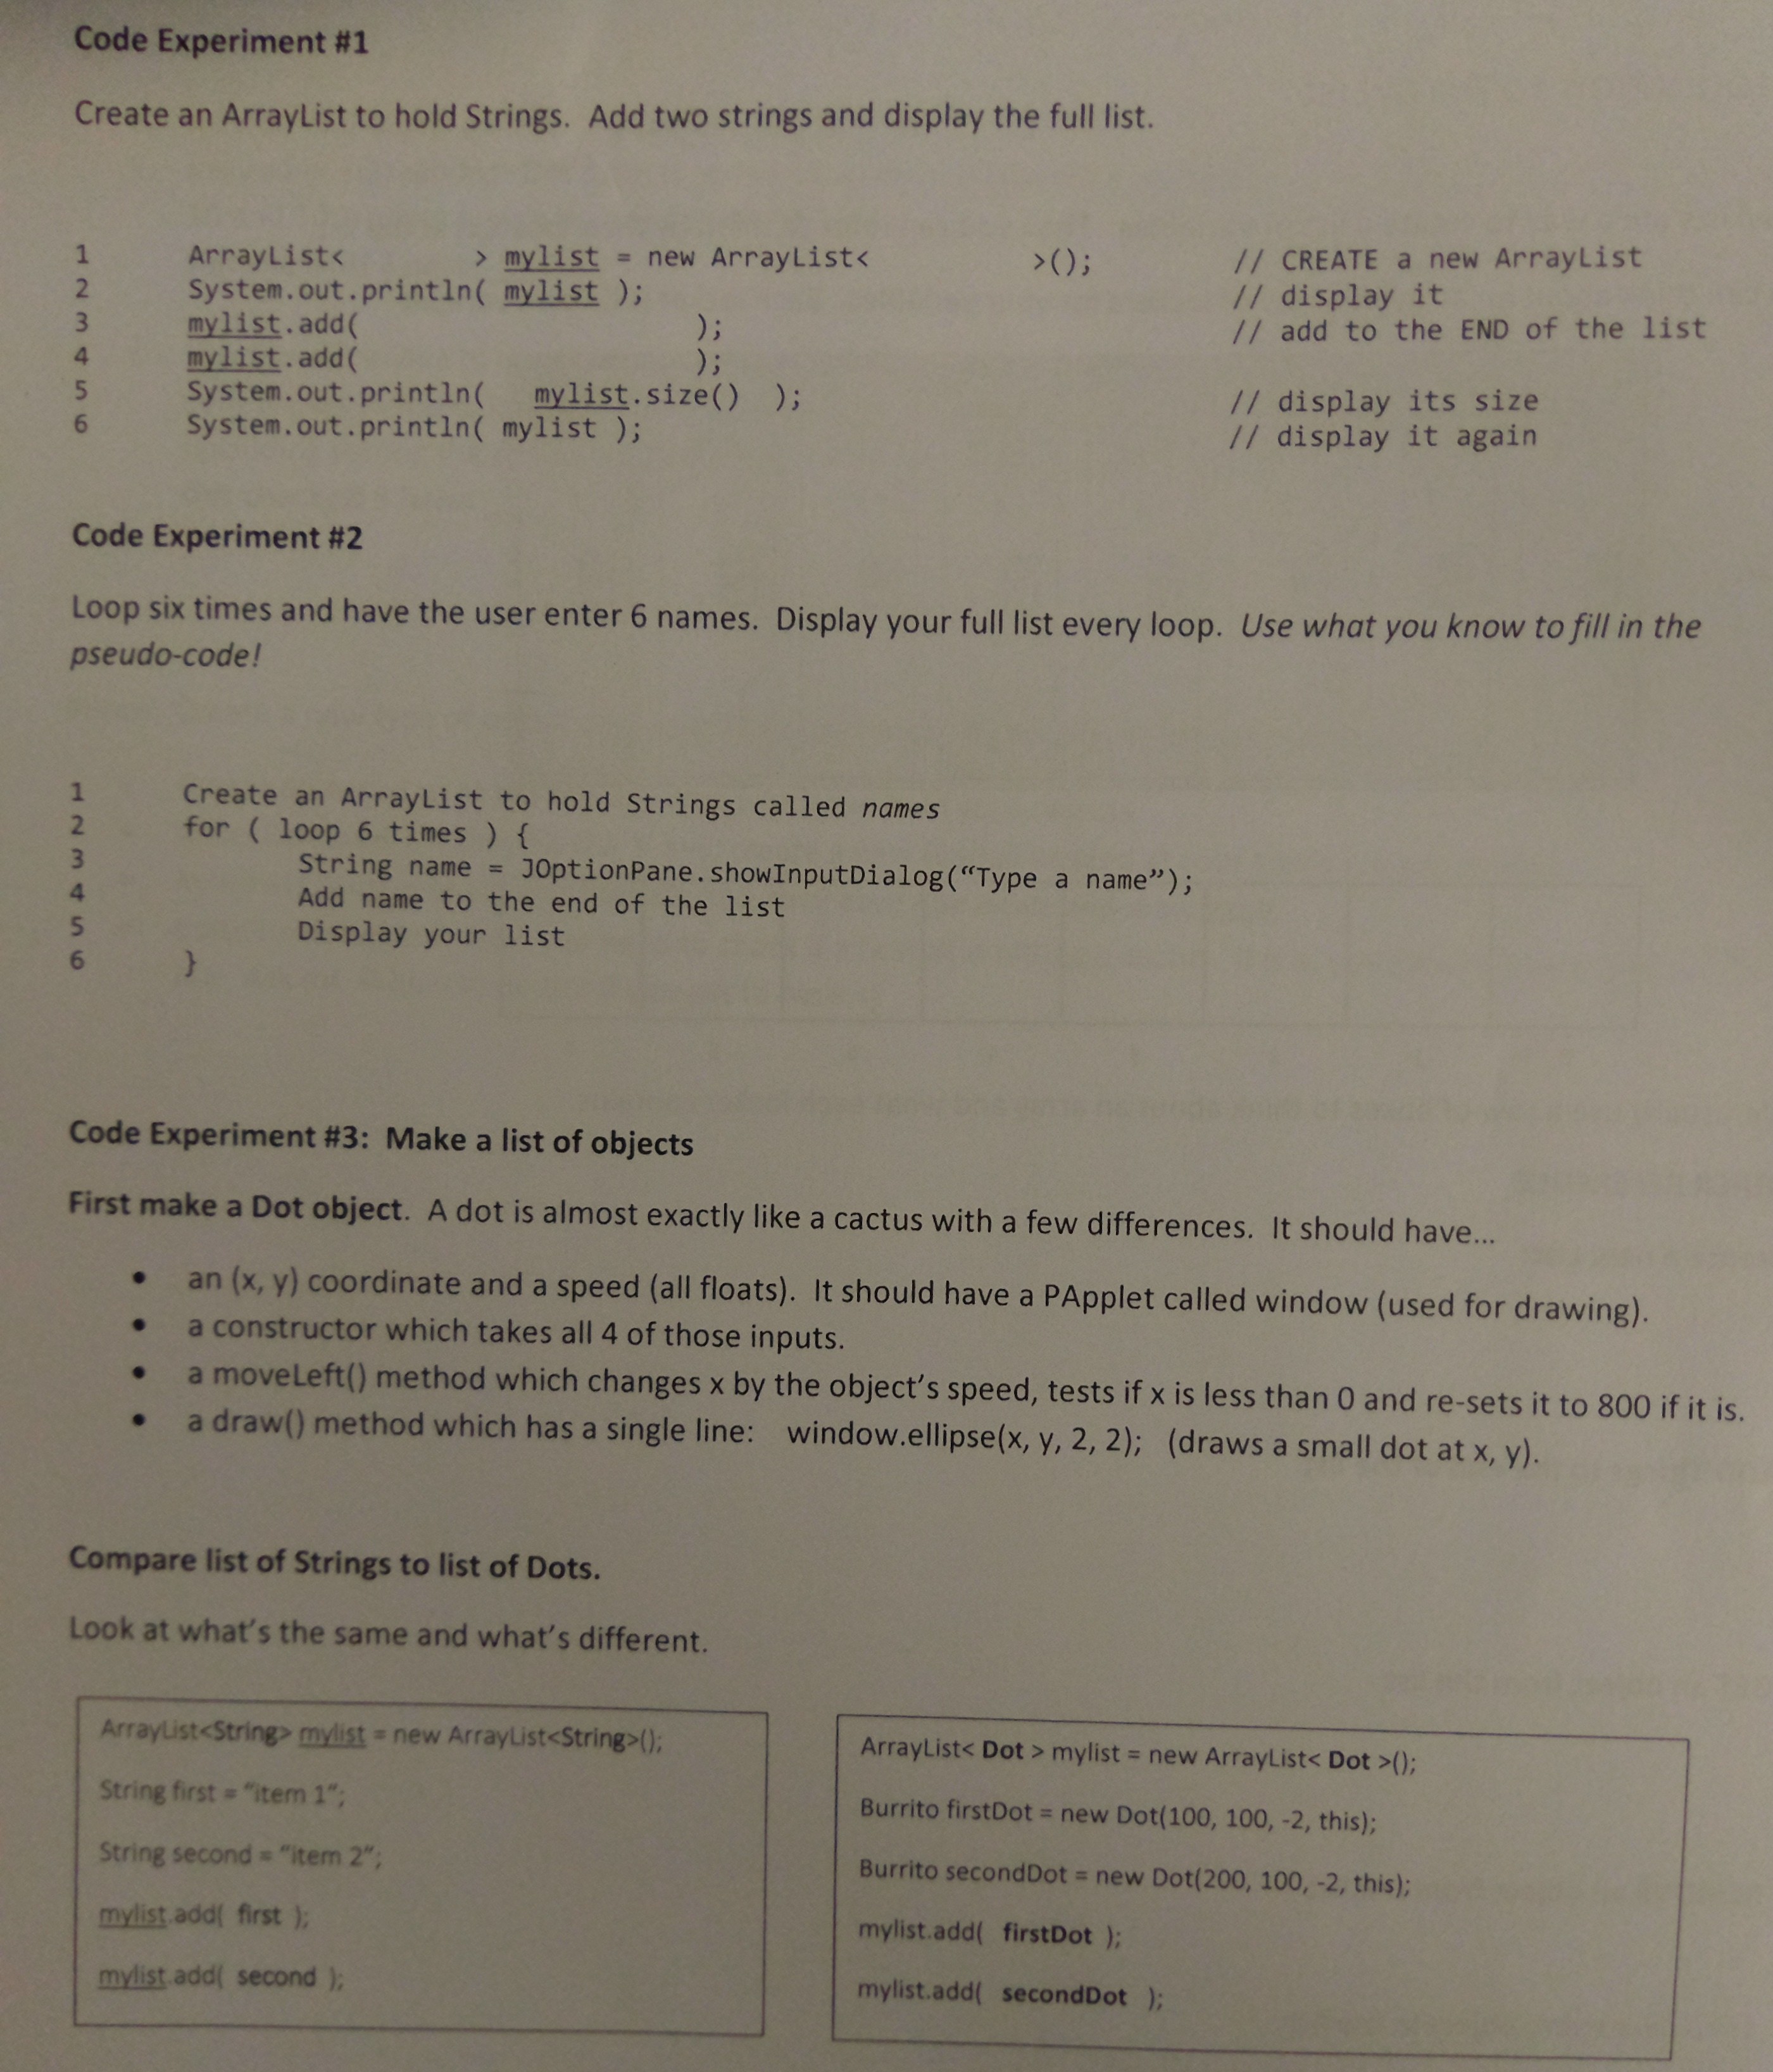 Code Experiment #1
Create an ArrayList to hold Strings. Add two strings and display the full list.
1 ArrayList< > mylist = new ArrayList< >(); // CREATE a new ArrayList
2 System.out.println( mylist ); // display it
3 mylist.add( ); // add to the END of the list
4 mylist.add( );
5 System.out.println( mylist.size() ); // display its size
6 System.out.println( mylist ); // display it again
Code Experiment #2
Loop six times and have the user enter 6 names. Display your full list every loop. Use what you know to fill in the
pseudo-code!
1 Create an ArrayList to hold Strings called names
2 for ( loop 6 times ) {
3 String name = JOptionPane.showInputDialog(“Type a name”);
4 Add name to the end of the list
5 Display your list
6 }
Code Experiment #3: Make a list of objects
First make a Dot object. A dot is almost exactly like a cactus with a few differences. It should have...
• an (x, y) coordinate and a speed (all floats). It should have a PApplet called window (used for drawing).
• a constructor which takes all 4 of those inputs.
• a moveLeft() method which changes x by the object’s speed, tests if x is less than 0 and re-sets it to 800 if it is.
• a draw() method which has a single line: window.ellipse(x, y, 2, 2); (draws a small dot at x, y).
Compare list of Strings to list of Dots.
Look at what’s the same and what’s different.
ArrayList<String> mylist = new ArrayList<String>();
String first = “item 1”;
String second = “item 2”;
mylist.add( first );
mylist.add( second );
ArrayList< Dot > mylist = new ArrayList< Dot >();
Burrito firstDot = new Dot(100, 100, -2, this);
Burrito secondDot = new Dot(200, 100, -2, this);
mylist.add( firstDot );
mylist.add( secondDot );